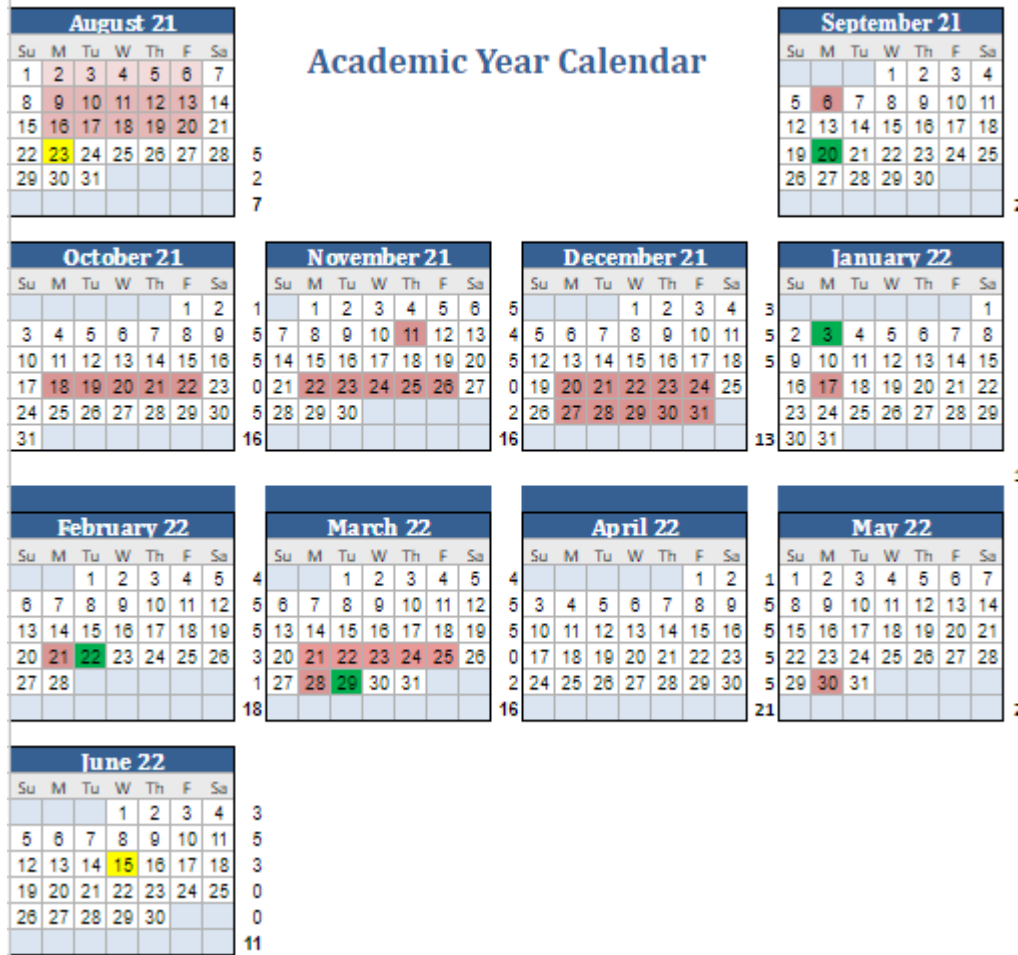 Academic Year Calendar
August 21
Su M Tu W Th F Sa
1 2 3 4 5 6 7
8 9 10 11 12 13 14
15 16 17 18 19 20 21
22 23 24 25 26 27 28 5
29 30 31 2
7
September 21
Su M Tu W Th F Sa
1 2 3 4
5 6 7 8 9 10 11
12 13 14 15 16 17 18
19 20 21 22 23 24 25
26 27 28 29 30
October 21
Su M Tu W Th F Sa
1 2 1
3 4 5 6 7 8 9 5
10 11 12 13 14 15 16 5
17 18 19 20 21 22 23 0
24 25 26 27 28 29 30 5
31 16
November 21
Su M Tu W Th F Sa
1 2 3 4 5 6 5
7 8 9 10 11 12 13 4
14 15 16 17 18 19 20 5
21 22 23 24 25 26 27 0
28 29 30 2
16
December 21
Su M Tu W Th F Sa
1 2 3 4 3
5 6 7 8 9 10 11 5
12 13 14 15 16 17 18 5
19 20 21 22 23 24 25
26 27 28 29 30 31
13
January 22
Su M Tu W Th F Sa
1
2 3 4 5 6 7 8
9 10 11 12 13 14 15
16 17 18 19 20 21 22
23 24 25 26 27 28 29
30 31
February 22
Su M Tu W Th F Sa
1 2 3 4 5 4
6 7 8 9 10 11 12 5
13 14 15 16 17 18 19 5
20 21 22 23 24 25 26 3
27 28 1
18
March 22
Su M Tu W Th F Sa
1 2 3 4 5 4
6 7 8 9 10 11 12 5
13 14 15 16 17 18 19 5
20 21 22 23 24 25 26 0
27 28 29 30 31 2
16
April 22
Su M Tu W Th F Sa
1 2 1
3 4 5 6 7 8 9 5
10 11 12 13 14 15 16 5
17 18 19 20 21 22 23 5
24 25 26 27 28 29 30 5
21
May 22
Su M Tu W Th F Sa
1 2 3 4 5 6 7
8 9 10 11 12 13 14
15 16 17 18 19 20 21
22 23 24 25 26 27 28
29 30 31
June 22
Su M Tu W Th F Sa
1 2 3 4 3
5 6 7 8 9 10 11 5
12 13 14 15 16 17 18 3
19 20 21 22 23 24 25 0
26 27 28 29 30 0
11